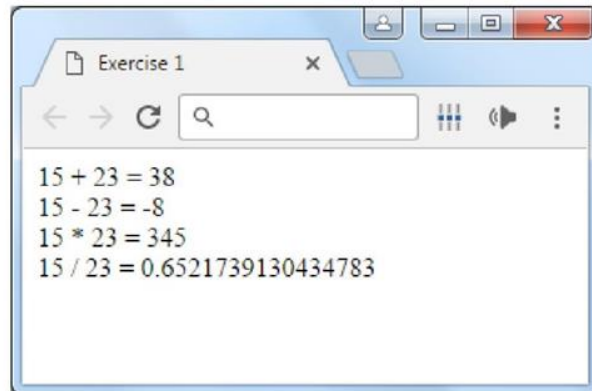 Exercise 1
15 + 23 = 38
15 - 23 = -8
15 * 23 = 345
15 / 23 = 0.6521739130434783